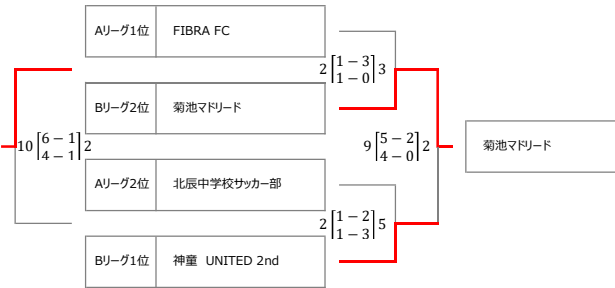 Aリーグ1位 FIBRA FC
2 [1 − 3 3
1 − 0]
Bリーグ2位 菊池マドリード
10 [6 − 1 2
4 − 1]
9 [5 − 2 2
4 − 0]
菊池マドリード
Aリーグ2位 北辰中学校サッカー部
2 [1 − 2 5
1 − 3]
Bリーグ1位 神童 UNITED 2nd